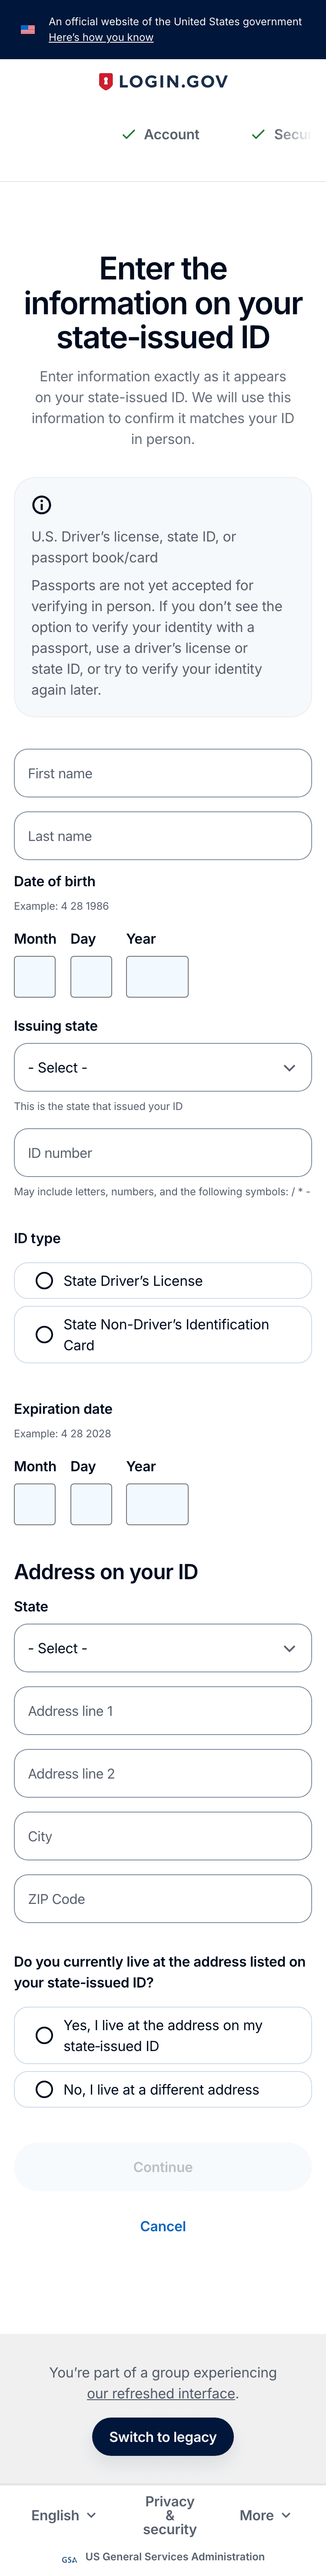 An official website of the United States government
Here's how you know
LOGIN.GOV
Account
Secu
Enter the
information on your
state-issued ID
Enter information exactly as it appears
on your state-issued ID. We will use this
information to confirm it matches your ID
in person.
U.S. Driver's license, state ID, or
passport book/card
Passports are not yet accepted for
verifying in person. If you don't see the
option to verify your identity with a
passport, use a driver's license or
state ID, or try to verify your identity
again later.
First name
Last name
Date of birth
Example: 4 28 1986
Month Day Year
Issuing state
- Select -
This is the state that issued your ID
ID number
May include letters, numbers, and the following symbols: / * -
ID type
State Driver's License
State Non-Driver's Identification
Card
Expiration date
Example: 4 28 2028
Month Day Year
Address on your ID
State
- Select -
Address line 1
Address line 2
City
ZIP Code
Do you currently live at the address listed on
your state-issued ID?
Yes, I live at the address on my
state-issued ID
No, I live at a different address
Continue
Cancel
You're part of a group experiencing
our refreshed interface.
Switch to legacy
English
Privacy
&
security
More
GSA US General Services Administration